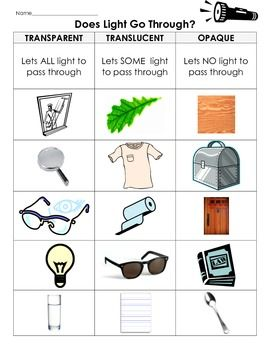 Name
Does Light Go Through?
TRANSPARENT
TRANSLUCENT
OPAQUE
Lets ALL light to
pass through
Lets SOME light
to pass through
Lets NO light to
pass through
LAW